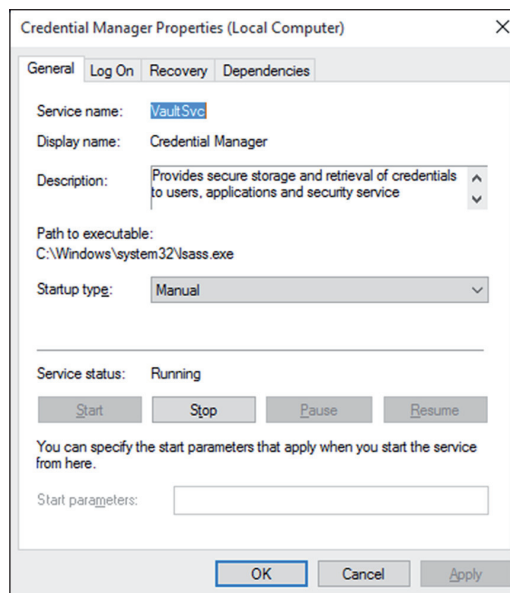 Credential Manager Properties (Local Computer)
General Log On Recovery Dependencies
Service name: VaultSvc
Display name: Credential Manager
Description: Provides secure storage and retrieval of credentials
to users, applications and security service
Path to executable:
C:\Windows\system32\lsass.exe
Startup type: Manual
Service status: Running
Start Stop Pause Resume
You can specify the start parameters that apply when you start the service
from here.
Start parameters:
OK Cancel Apply